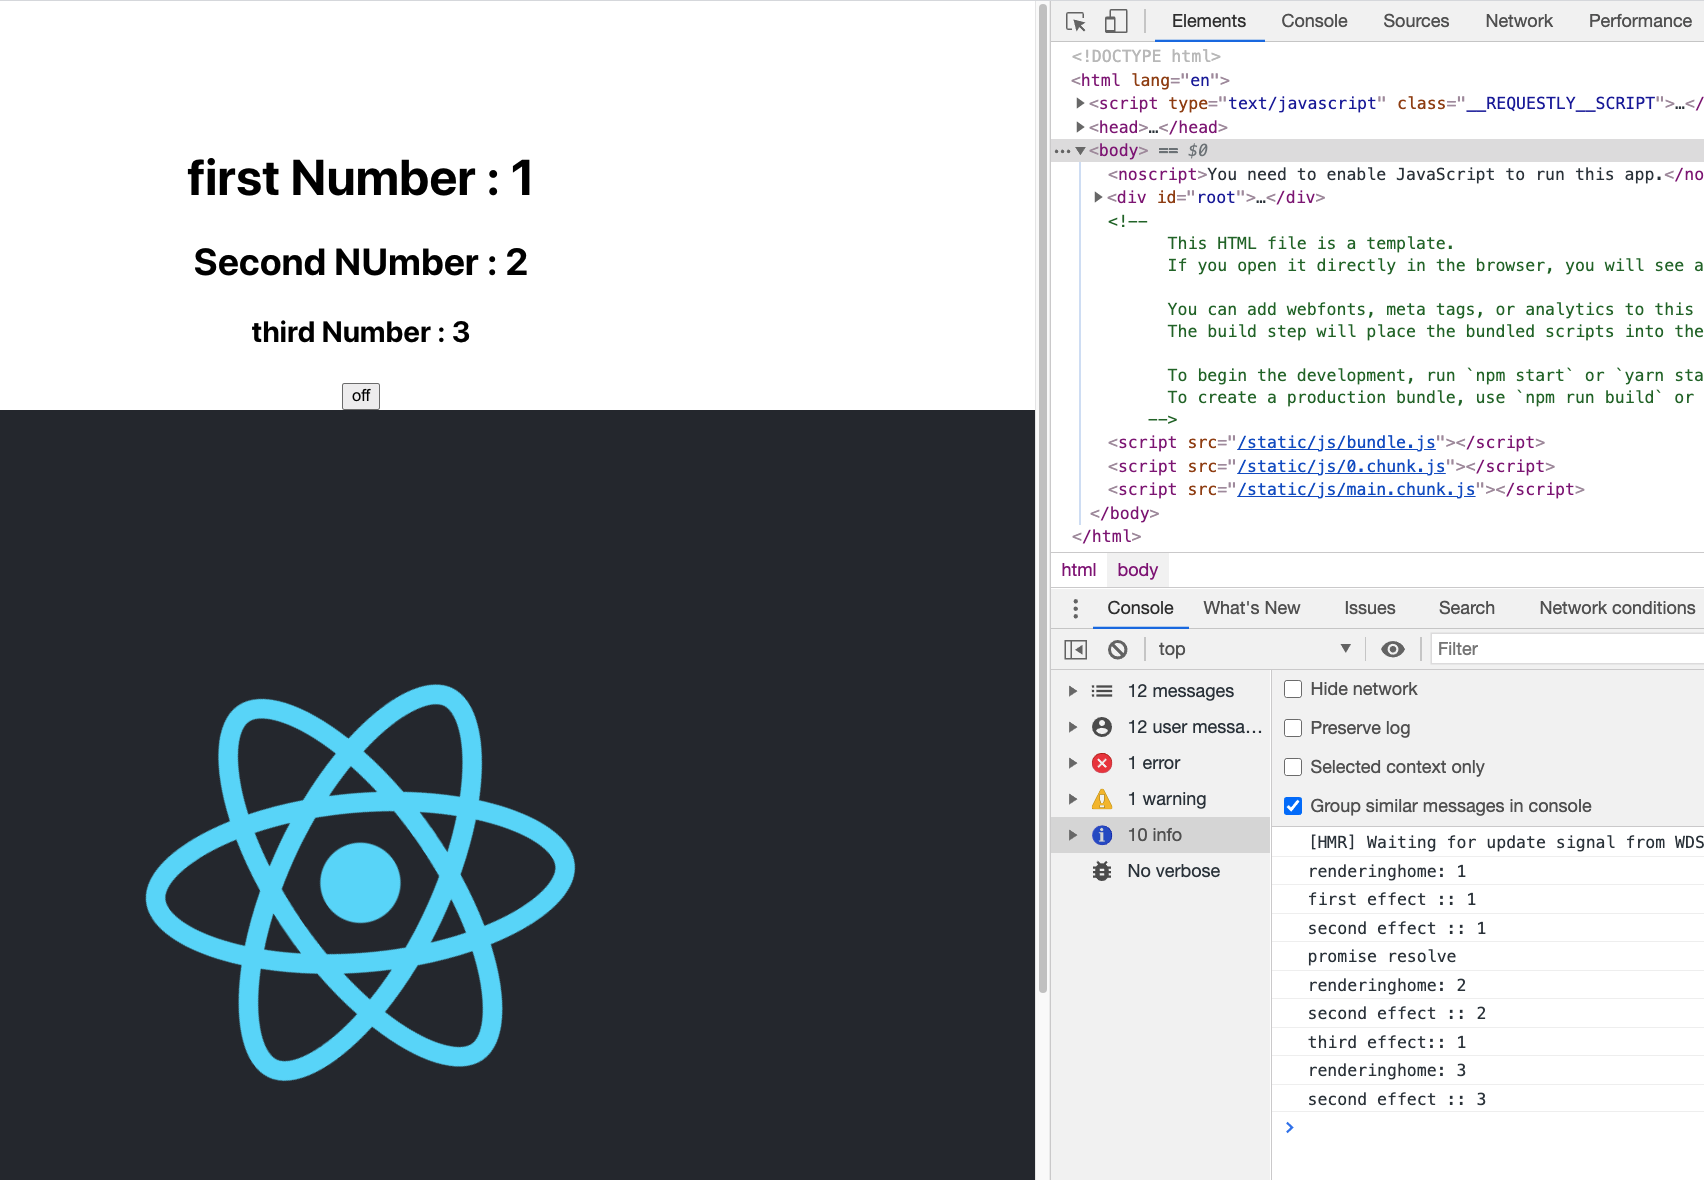 first Number : 1
Second NUmber : 2
third Number : 3
off
Elements Console Sources Network Performance
<!DOCTYPE html>
<html lang="en">
<script type="text/javascript" class="__REQUESTLY__SCRIPT">…</
<head>…</head>
<body> == $0
<noscript>You need to enable JavaScript to run this app.</no
<div id="root">…</div>
<!--
This HTML file is a template.
If you open it directly in the browser, you will see a
You can add webfonts, meta tags, or analytics to this
The build step will place the bundled scripts into the
To begin the development, run `npm start` or `yarn sta
To create a production bundle, use `npm run build` or
-->
<script src="/static/js/bundle.js"></script>
<script src="/static/js/0.chunk.js"></script>
<script src="/static/js/main.chunk.js"></script>
</body>
</html>
html body
Console What's New Issues Search Network conditions
top Filter
12 messages
12 user messa…
1 error
1 warning
10 info
No verbose
Hide network
Preserve log
Selected context only
Group similar messages in console
[HMR] Waiting for update signal from WDS
renderinghome: 1
first effect :: 1
second effect :: 1
promise resolve
renderinghome: 2
second effect :: 2
third effect:: 1
renderinghome: 3
second effect :: 3